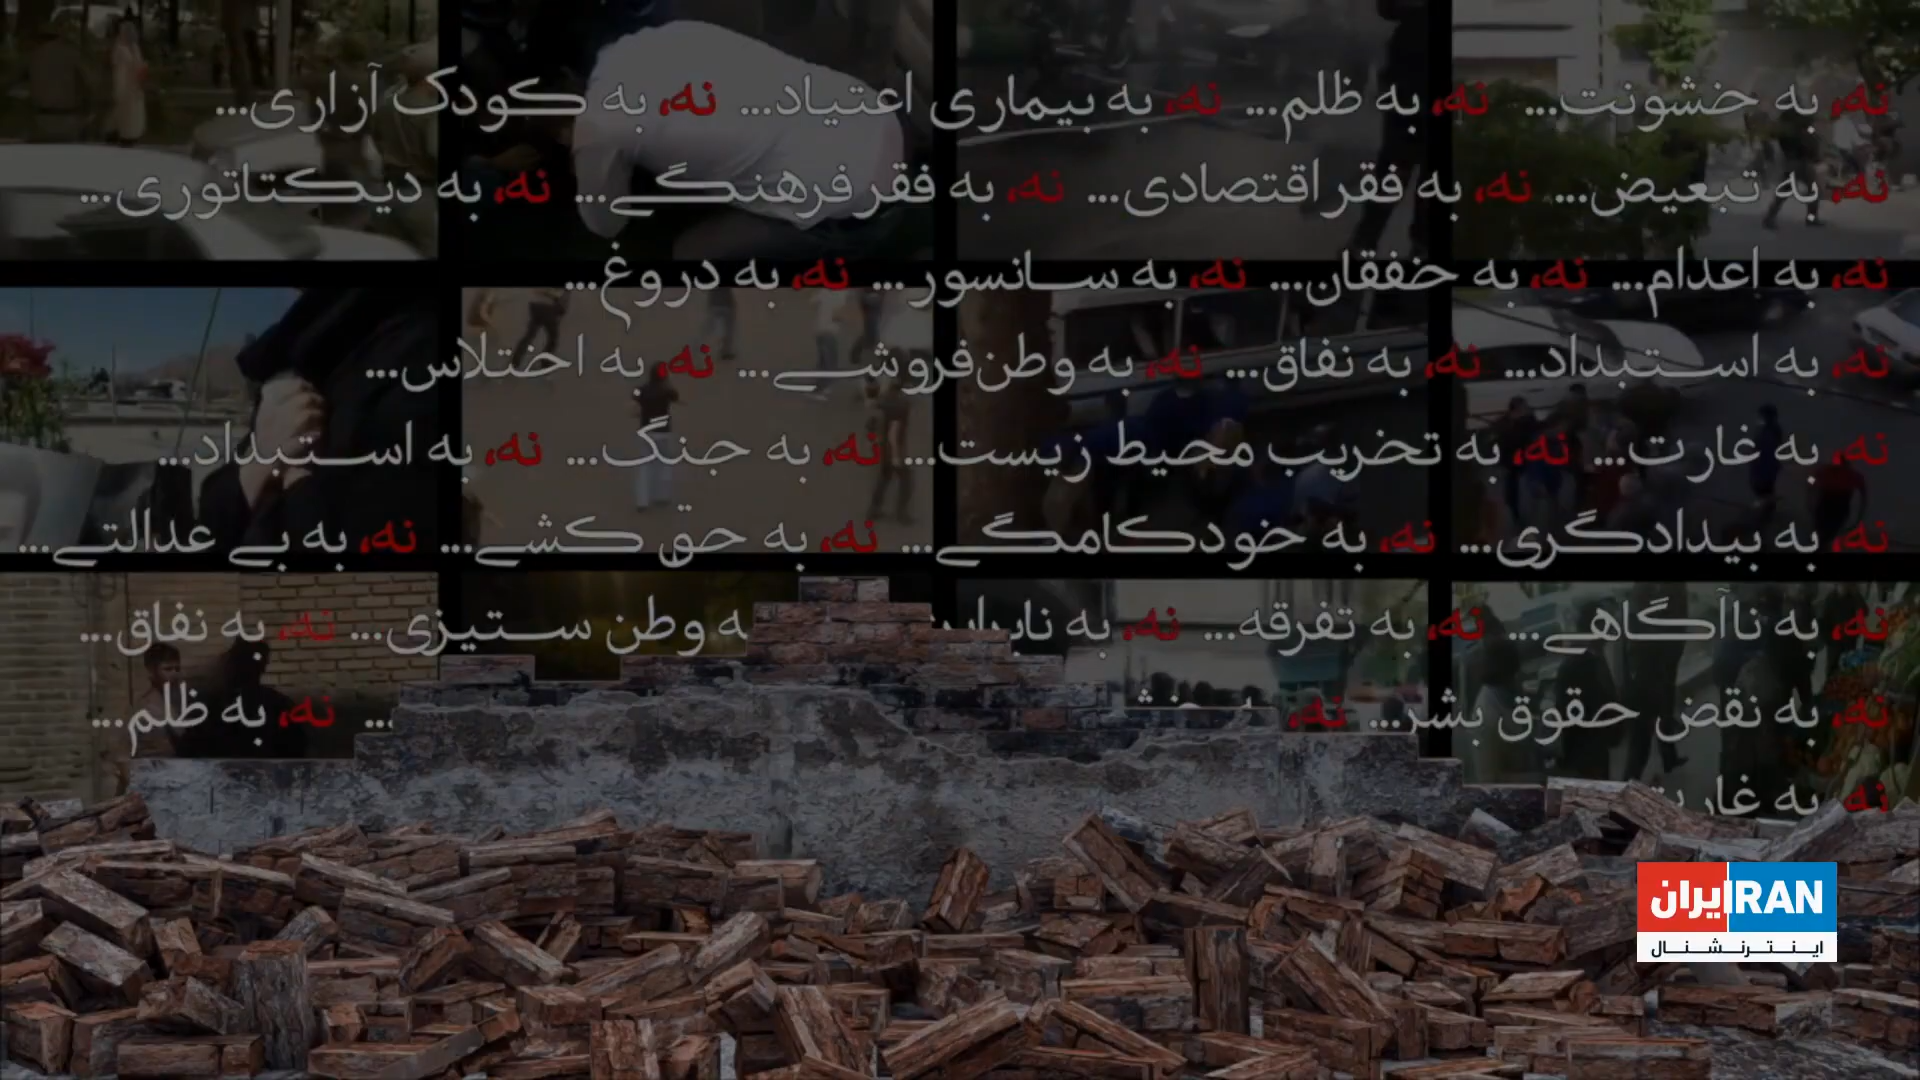 نه، به خشونت... نه، به ظلم... نه، به بیماری اعتیاد... نه، به کودک آزاری...
نه، به تبعیض... نه، به فقر اقتصادی... نه، به فقر فرهنگی... نه، به دیکتاتوری...
نه، به اعدام... نه، به خفقان... نه، به سانسور... نه، به دروغ...
نه، به استبداد... نه، به نفاق... نه، به وطن‌فروشی... نه، به اختلاس...
نه، به غارت... نه، به تخریب محیط زیست... نه، به جنگ... نه، به استبداد...
نه، به بیدادگری... نه، به خودکامگی... نه، به حق کشی... نه، به بی عدالتی...
نه، به ناآگاهی... نه، به تفرقه... نه، به به وطن ستیزی... نه، به نفاق...
نه، به نقض حقوق بشر... نه، ... نه، به ظلم...
نه، به غارت
ایران IRAN
اینترنشنال